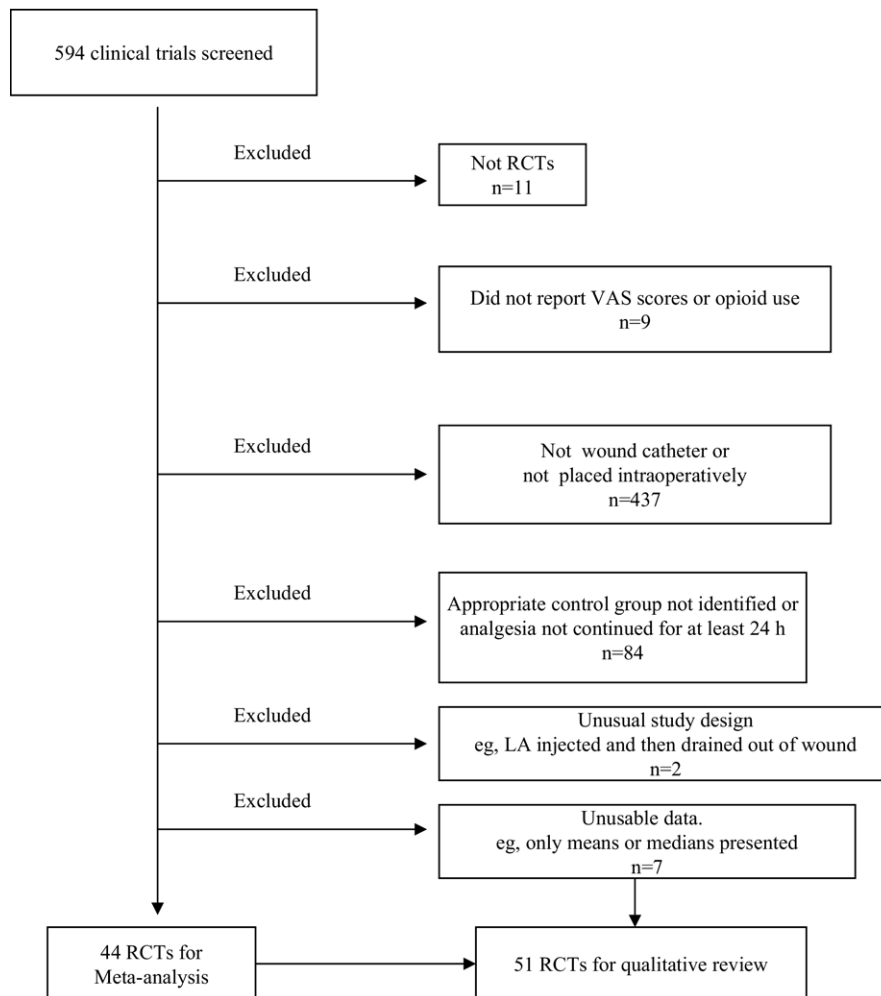 594 clinical trials screened
Excluded
Not RCTs
n=11
Excluded
Did not report VAS scores or opioid use
n=9
Excluded
Not wound catheter or
not placed intraoperatively
n=437
Excluded
Appropriate control group not identified or
analgesia not continued for at least 24 h
n=84
Excluded
Unusual study design
eg, LA injected and then drained out of wound
n=2
Excluded
Unusable data.
eg, only means or medians presented
n=7
44 RCTs for
Meta-analysis
51 RCTs for qualitative review